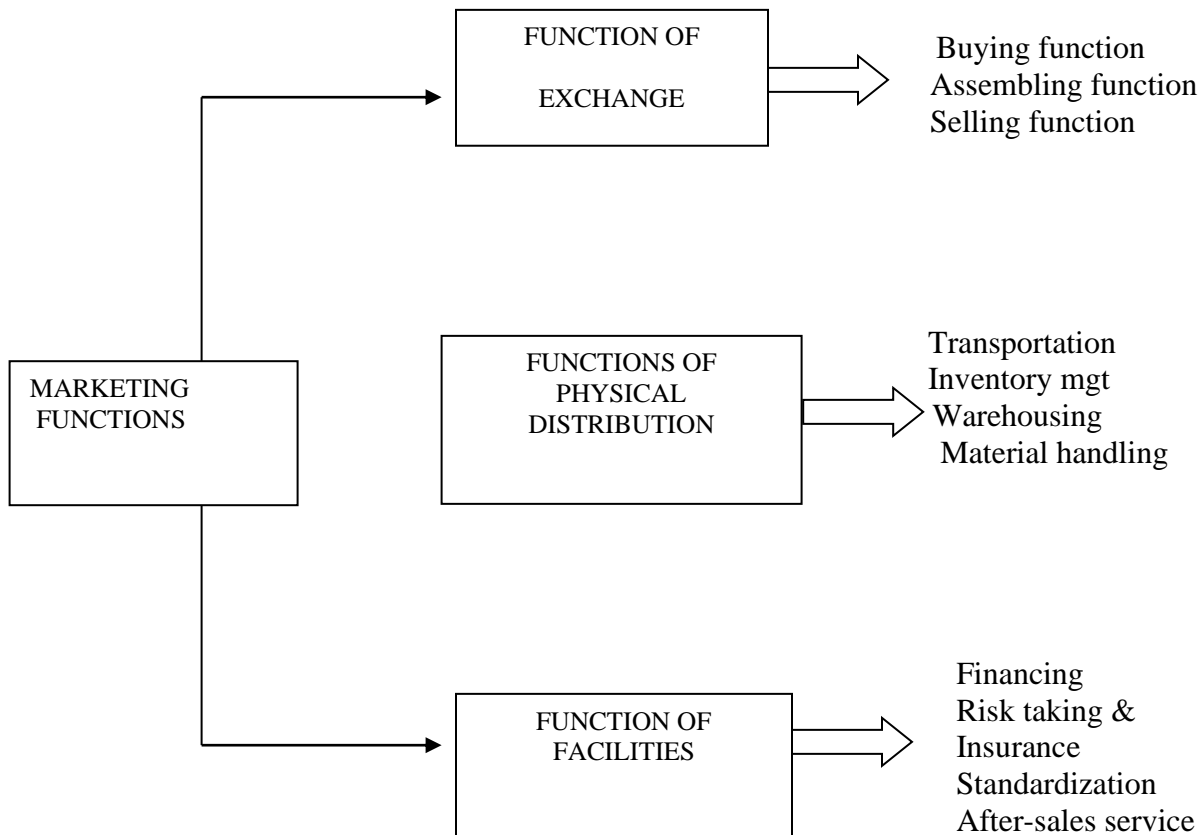 FUNCTION OF
EXCHANGE
Buying function
Assembling function
Selling function
MARKETING
FUNCTIONS
FUNCTIONS OF
PHYSICAL
DISTRIBUTION
Transportation
Inventory mgt
Warehousing
Material handling
FUNCTION OF
FACILITIES
Financing
Risk taking &
Insurance
Standardization
After-sales service